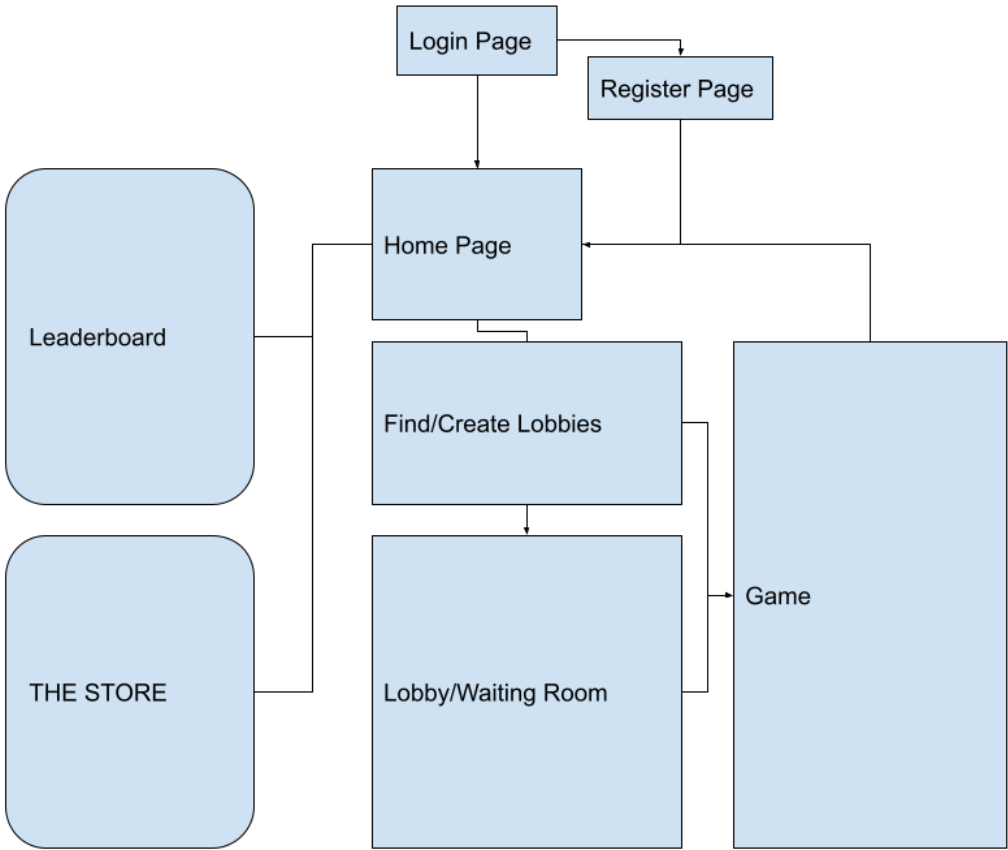 Login Page
Register Page
Home Page
Leaderboard
Find/Create Lobbies
Game
THE STORE
Lobby/Waiting Room